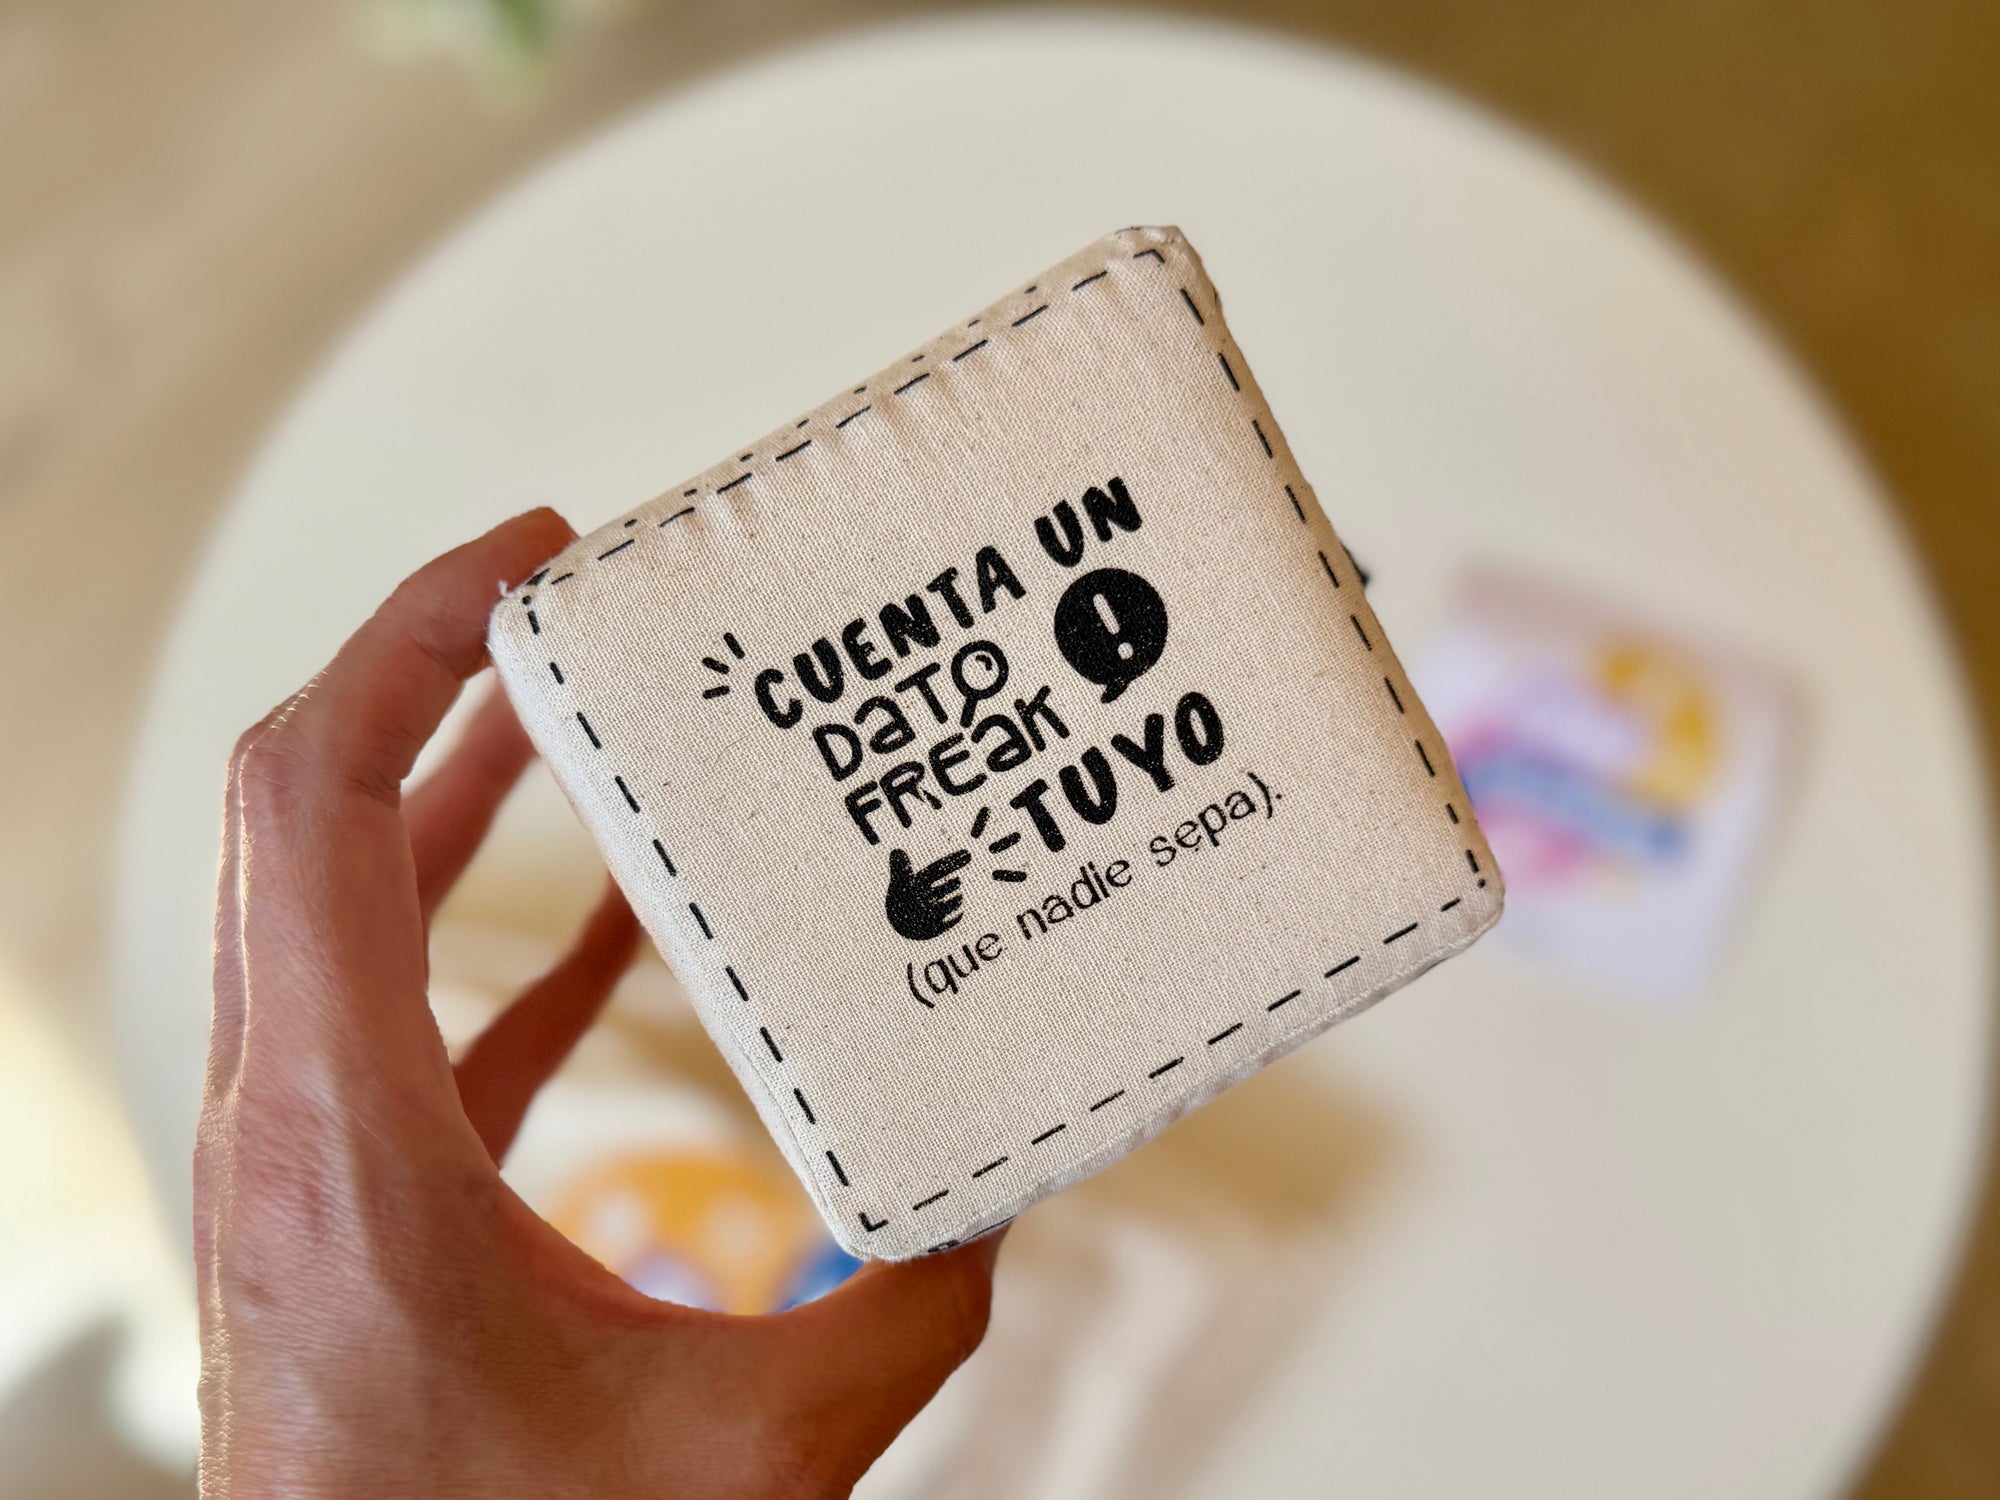 CUENTA UN
DaTO
FREaK
TUYO
(que nadie sepa).